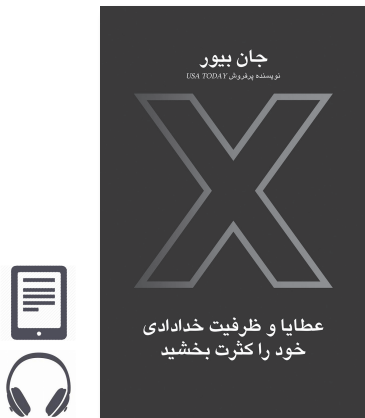 جان بیور
نویسنده پرفروش USA TODAY
X
عطایا و ظرفیت خدادادی
خود را کثرت بخشید